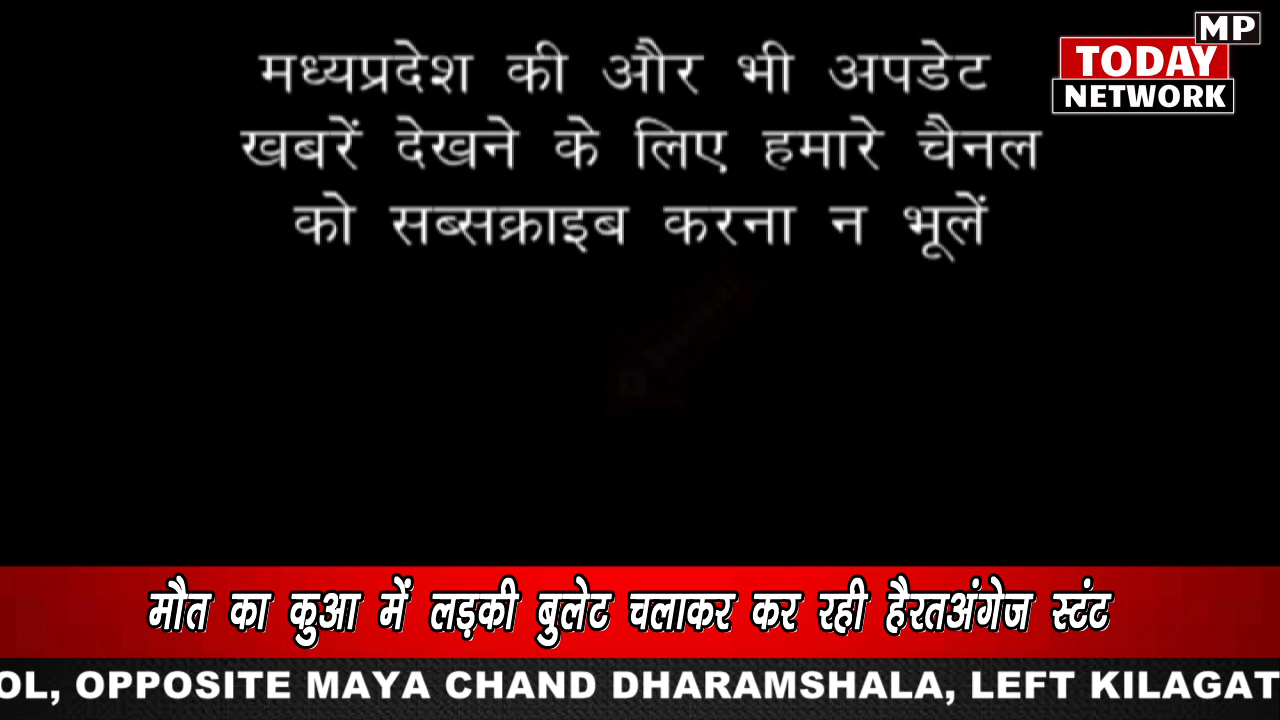 MP
TODAY
NETWORK
मध्यप्रदेश की और भी अपडेट
खबरें देखने के लिए हमारे चैनल
को सब्सक्राइब करना न भूलें
मौत का कुआ में लड़की बुलेट चलाकर कर रही हैरतअंगेज स्टंट
OL, OPPOSITE MAYA CHAND DHARAMSHALA, LEFT KILAGAT